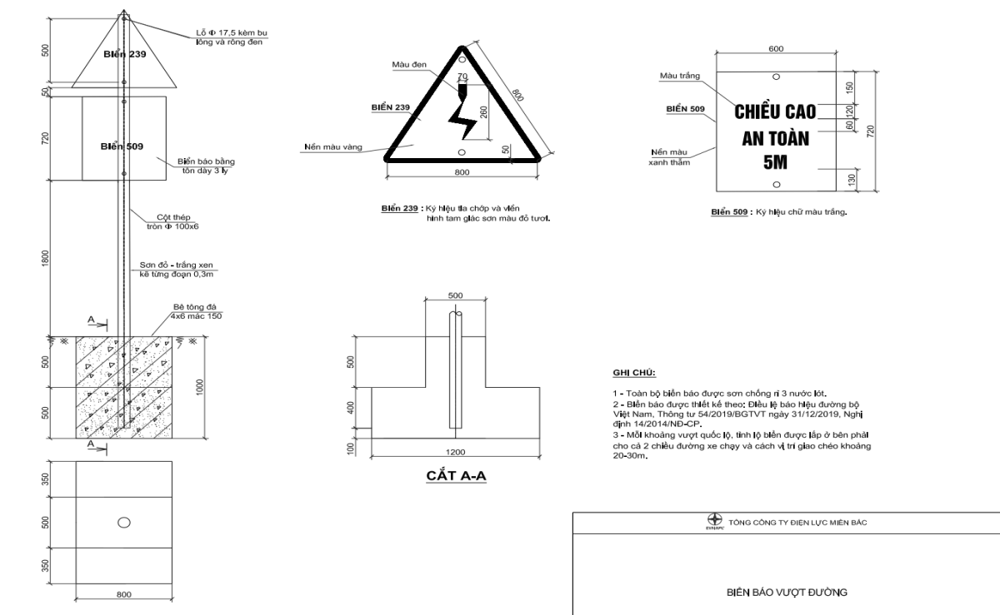 Lỗ Φ 17,5 kèm bu
lông và rông đen
500
Biển 239
50
720
Biển 509
Biển báo bằng
tôn dày 3 ly
Cột thép
tròn Φ 100x6
1800
Sơn đỏ - trắng xen
kẽ từng đoạn 0,3m
Bê tông đá
4x6 mác 150
A
500
500
1000
A
350
500
350
800
Màu đen
70
800
260
BIỂN 239
Nền màu vàng
50
800
Biển 239 : Ký hiệu tia chớp và viền
hình tam giác sơn màu đỏ tươi.
600
Màu trắng
BIỂN 509
CHIỀU CAO
AN TOÀN
5M
Nền màu
xanh thẫm
150
120
60
720
130
Biển 509 : Ký hiệu chữ màu trắng.
500
500
400
100
1200
CẮT A-A
GHI CHÚ:
1 - Toàn bộ biển báo được sơn chống rỉ 3 nước lót.
2 - Biển báo được thiết kế theo: Điều lệ báo hiệu đường bộ
Việt Nam, Thông tư 54/2019/BGTVT ngày 31/12/2019, Nghị
định 14/2014/NĐ-CP.
3 - Mỗi khoảng vượt quốc lộ, tỉnh lộ biển được lắp ở bên phải
cho cả 2 chiều đường xe chạy và cách vị trí giao chéo khoảng
20-30m.
EVNNPC
TỔNG CÔNG TY ĐIỆN LỰC MIỀN BẮC
BIỂN BÁO VƯỢT ĐƯỜNG